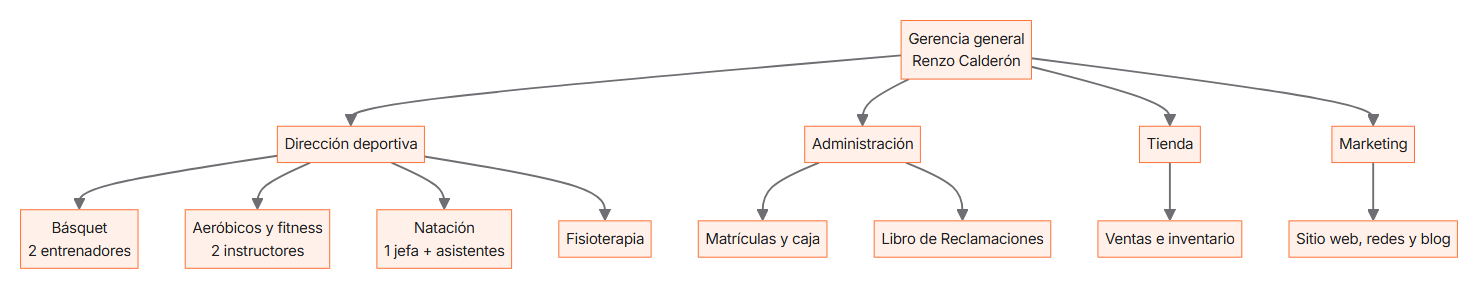 Gerencia general
Renzo Calderón
Dirección deportiva
Administración
Tienda
Marketing
Básquet
2 entrenadores
Aeróbicos y fitness
2 instructores
Natación
1 jefa + asistentes
Fisioterapia
Matrículas y caja
Libro de Reclamaciones
Ventas e inventario
Sitio web, redes y blog